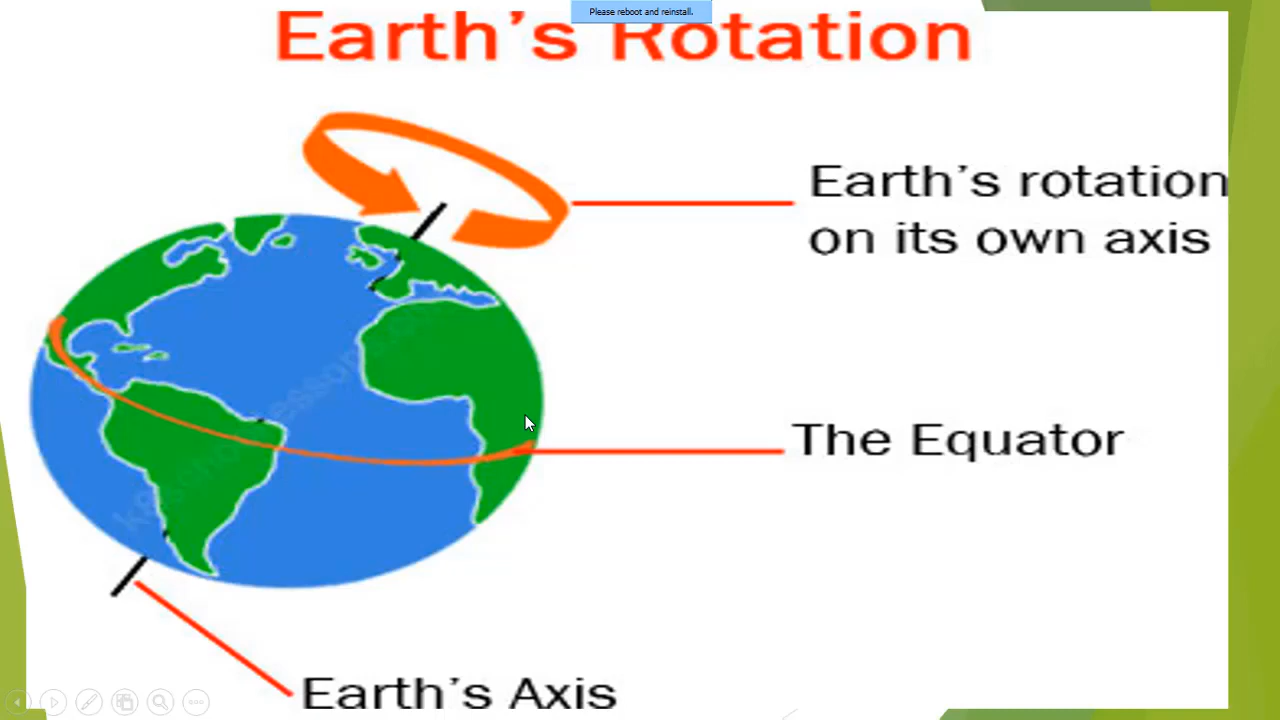 Please reboot and reinstall.
Earth's Rotation
Earth's rotation
on its own axis
The Equator
Earth's Axis